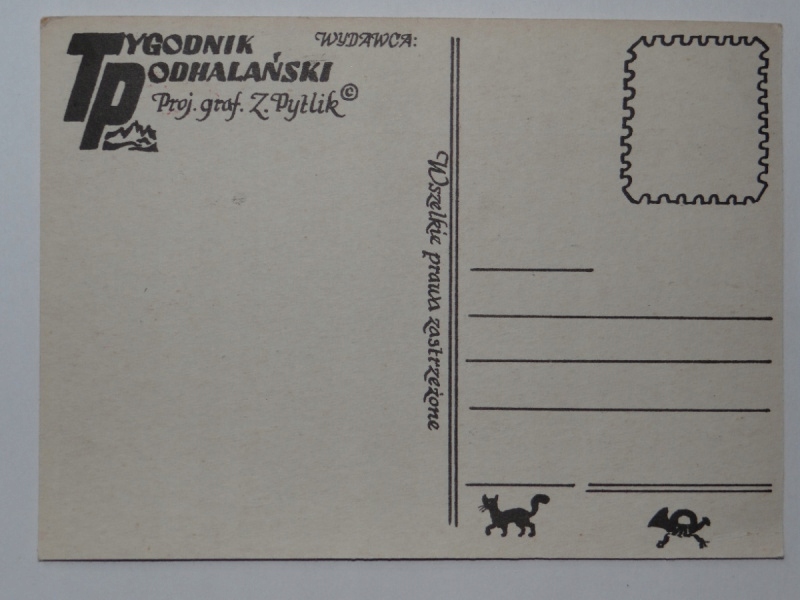 TYGODNIK
WYDAWCA:
PODHALAŃSKI
Proj. graf. Z. Pytlik ©
Wszelkie prawa zastrzeżone